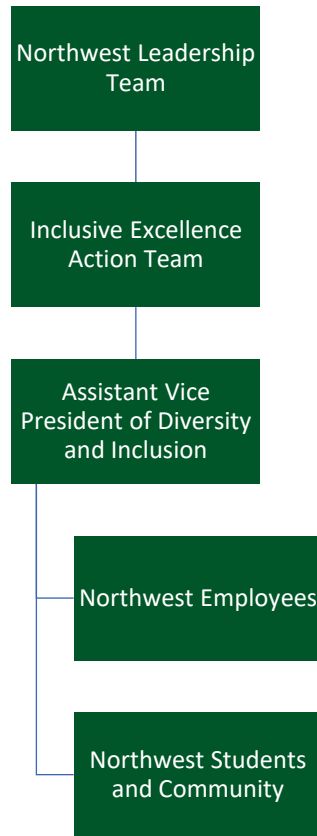 Northwest Leadership
Team
Inclusive Excellence
Action Team
Assistant Vice
President of Diversity
and Inclusion
Northwest Employees
Northwest Students
and Community